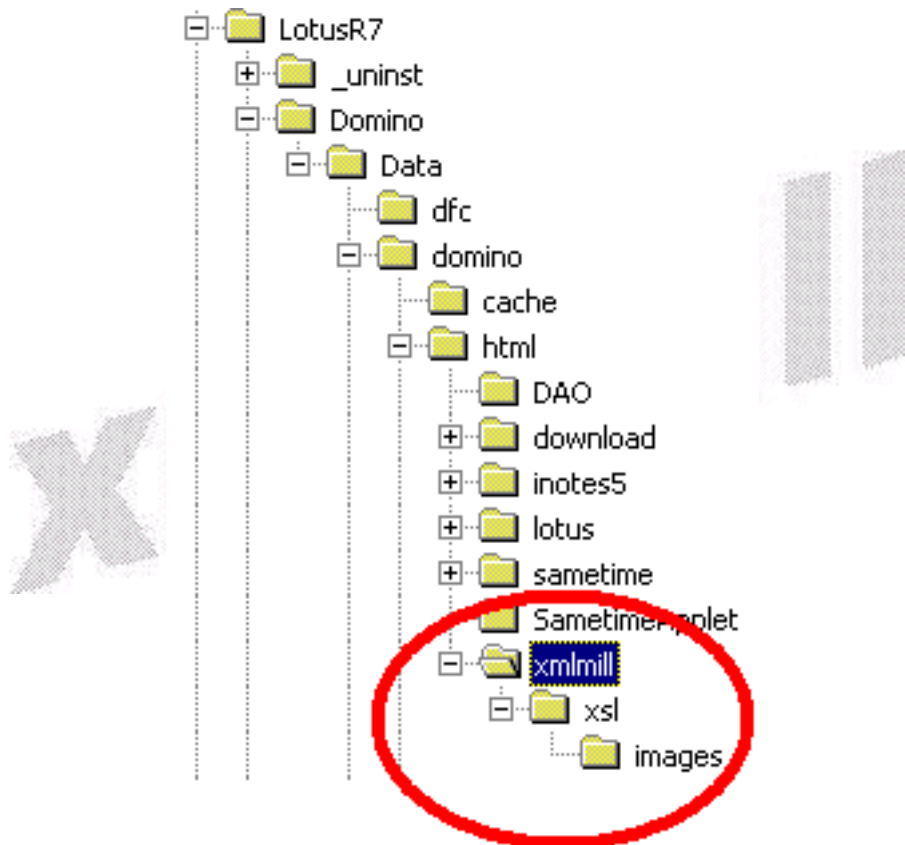 LotusR7
_uninst
Domino
Data
dfc
domino
cache
html
DAO
download
inotes5
lotus
sametime
SametimeApplet
xmlmill
xsl
images
X